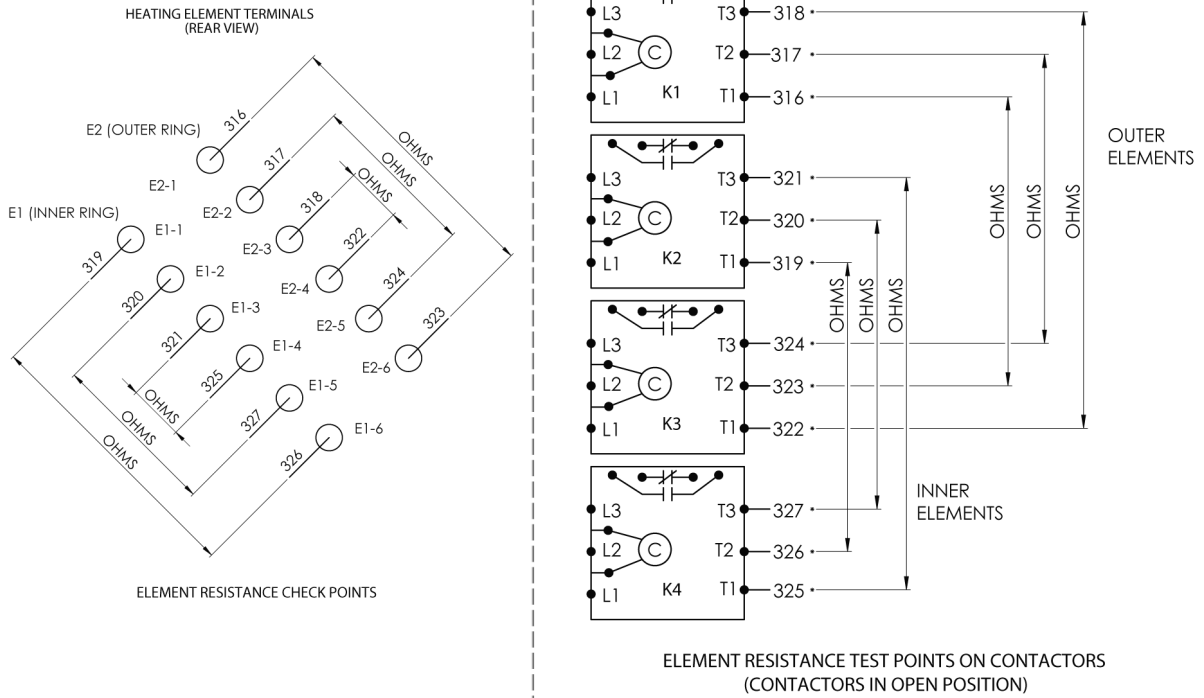 HEATING ELEMENT TERMINALS
(REAR VIEW)
316
E2 (OUTER RING)
OHMS
317
OHMS
E2-1
318
OHMS
E2-2
E1 (INNER RING)
E1-1
322
E2-3
319
E1-2
324
E2-4
320
E1-3
323
E2-5
321
E1-4
E2-6
325
E1-5
OHMS
327
OHMS
E1-6
OHMS
326
ELEMENT RESISTANCE CHECK POINTS
L3
T3
318 *
L2
C
T2
317 *
L1
K1
T1
316 *
OUTER
ELEMENTS
L3
T3
321 *
L2
C
T2
320 *
L1
K2
T1
319 *
OHMS
OHMS
OHMS
OHMS
OHMS
OHMS
L3
T3
324 *
L2
C
T2
323 *
L1
K3
T1
322 *
INNER
ELEMENTS
L3
T3
327 *
L2
C
T2
326 *
L1
K4
T1
325 *
ELEMENT RESISTANCE TEST POINTS ON CONTACTORS
(CONTACTORS IN OPEN POSITION)